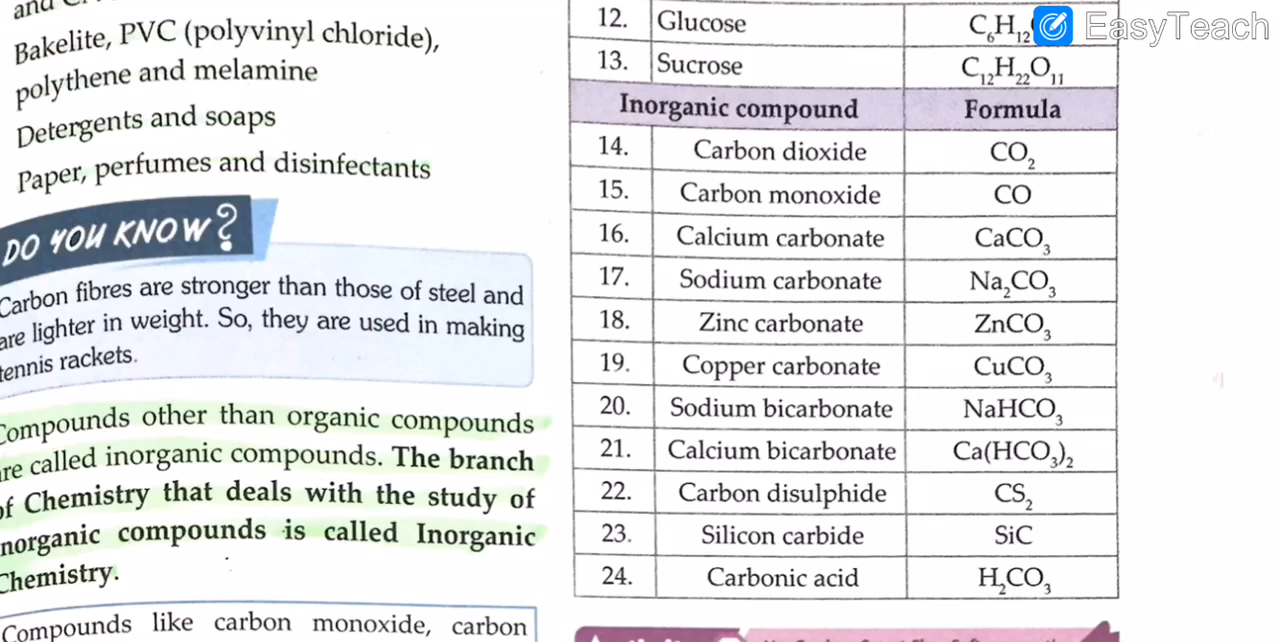 and
Bakelite, PVC (polyvinyl chloride),
polythene and melamine
Detergents and soaps
Paper, perfumes and disinfectants
DO YOU KNOW?
Carbon fibres are stronger than those of steel and
are lighter in weight. So, they are used in making
tennis rackets.
Compounds other than organic compounds
are called inorganic compounds. The branch
of Chemistry that deals with the study of
Inorganic compounds is called Inorganic
Chemistry.
Compounds like carbon monoxide, carbon
12. Glucose C₆H₁₂
EasyTeach
13. Sucrose C₁₂H₂₂O₁₁
Inorganic compound Formula
14. Carbon dioxide CO₂
15. Carbon monoxide CO
16. Calcium carbonate CaCO₃
17. Sodium carbonate Na₂CO₃
18. Zinc carbonate ZnCO₃
19. Copper carbonate CuCO₃
20. Sodium bicarbonate NaHCO₃
21. Calcium bicarbonate Ca(HCO₃)₂
22. Carbon disulphide CS₂
23. Silicon carbide SiC
24. Carbonic acid H₂CO₃